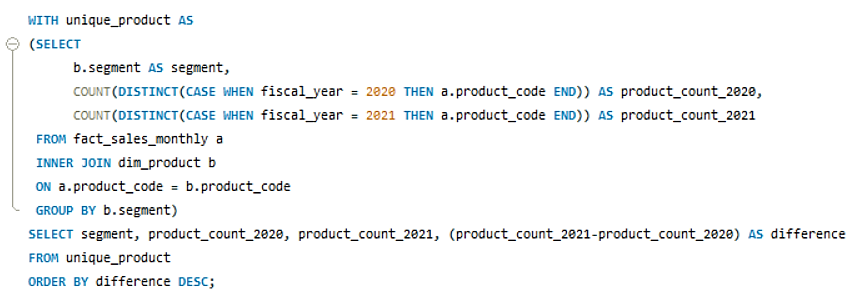 WITH unique_product AS
(SELECT
b.segment AS segment,
COUNT(DISTINCT(CASE WHEN fiscal_year = 2020 THEN a.product_code END)) AS product_count_2020,
COUNT(DISTINCT(CASE WHEN fiscal_year = 2021 THEN a.product_code END)) AS product_count_2021
FROM fact_sales_monthly a
INNER JOIN dim_product b
ON a.product_code = b.product_code
GROUP BY b.segment)
SELECT segment, product_count_2020, product_count_2021, (product_count_2021-product_count_2020) AS difference
FROM unique_product
ORDER BY difference DESC;